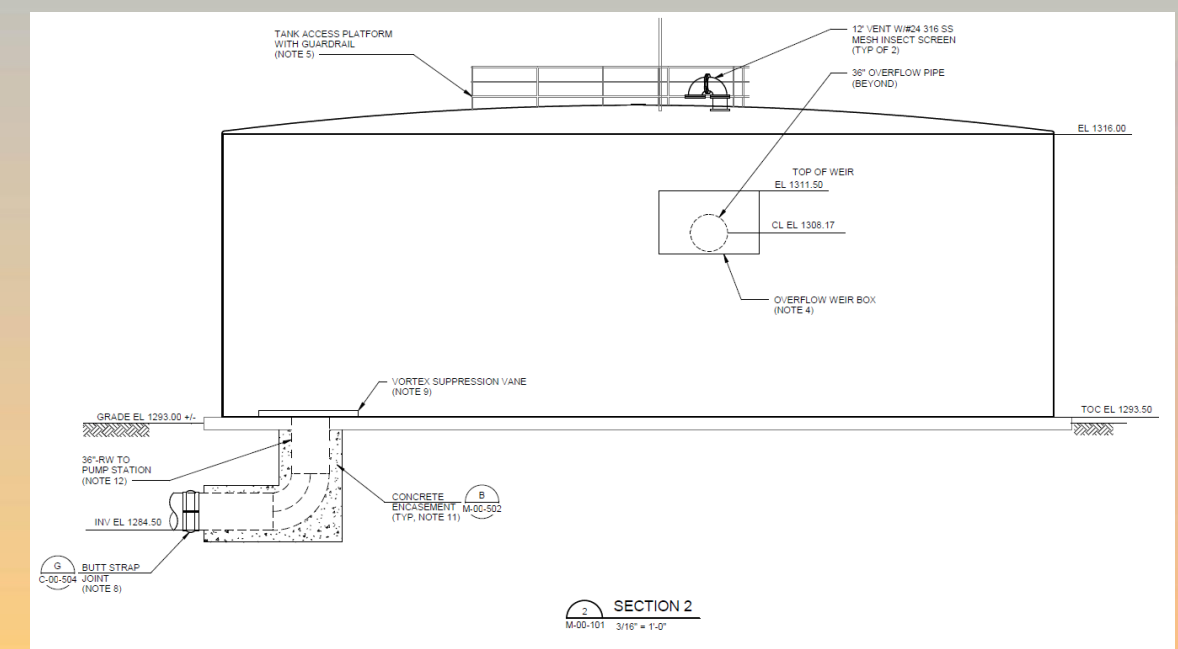 TANK ACCESS PLATFORM
WITH GUARDRAIL
(NOTE 5)
12" VENT W/#24 316 SS
MESH INSECT SCREEN
(TYP OF 2)
36" OVERFLOW PIPE
(BEYOND)
EL 1316.00
TOP OF WEIR
EL 1311.50
CL EL 1308.17
OVERFLOW WEIR BOX
(NOTE 4)
VORTEX SUPPRESSION VANE
(NOTE 9)
GRADE EL 1293.00 +/-
TOC EL 1293.50
36"-RW TO
PUMP STATION
(NOTE 12)
CONCRETE
ENCASEMENT
(TYP, NOTE 11)
B
M-00-502
INV EL 1284.50
G
C-00-504
BUTT STRAP
JOINT
(NOTE 8)
2
M-00-101
SECTION 2
3/16" = 1'-0"